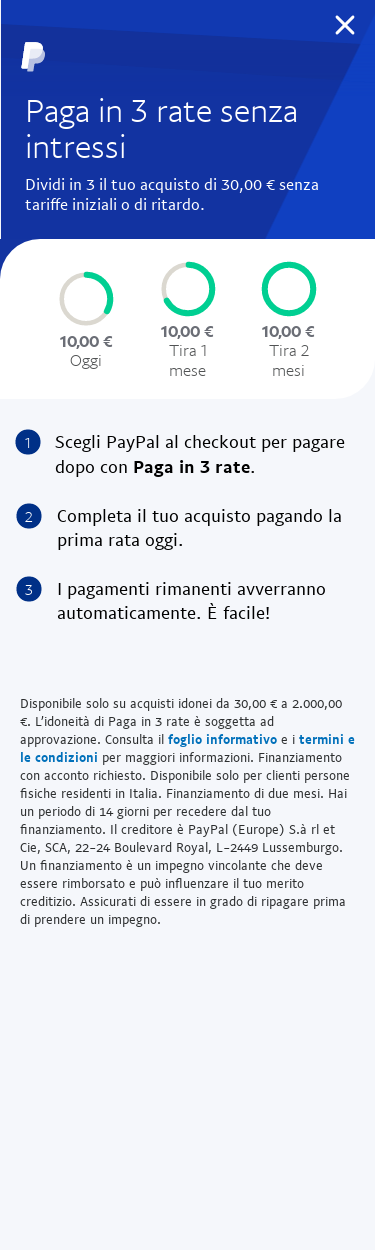 Paga in 3 rate senza
intressi
Dividi in 3 il tuo acquisto di 30,00 € senza
tariffe iniziali o di ritardo.
10,00 €
Oggi
10,00 €
Tira 1
mese
10,00 €
Tira 2
mesi
1 Scegli PayPal al checkout per pagare
dopo con Paga in 3 rate.
2 Completa il tuo acquisto pagando la
prima rata oggi.
3 I pagamenti rimanenti avverranno
automaticamente. È facile!
Disponibile solo su acquisti idonei da 30,00 € a 2.000,00
€. L'idoneità di Paga in 3 rate è soggetta ad
approvazione. Consulta il foglio informativo e i termini e
le condizioni per maggiori informazioni. Finanziamento
con acconto richiesto. Disponibile solo per clienti persone
fisiche residenti in Italia. Finanziamento di due mesi. Hai
un periodo di 14 giorni per recedere dal tuo
finanziamento. Il creditore è PayPal (Europe) S.à rl et
Cie, SCA, 22-24 Boulevard Royal, L-2449 Lussemburgo.
Un finanziamento è un impegno vincolante che deve
essere rimborsato e può influenzare il tuo merito
creditizio. Assicurati di essere in grado di ripagare prima
di prendere un impegno.